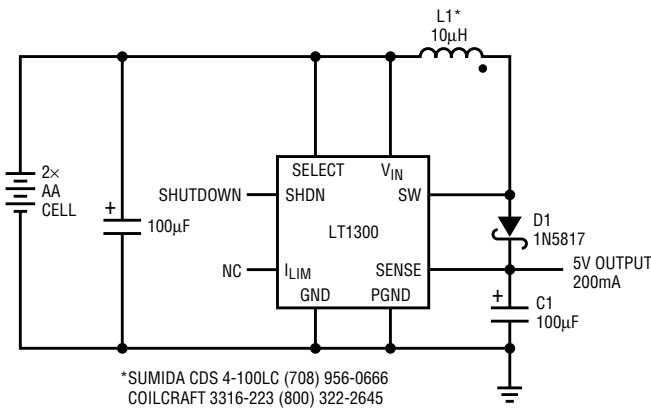 L1*
10µH
2×
AA
CELL
+
100µF
SELECT
V_IN
SHUTDOWN
SHDN
SW
LT1300
NC
I_LIM
SENSE
GND
PGND
D1
1N5817
5V OUTPUT
200mA
+
C1
100µF
*SUMIDA CDS 4-100LC (708) 956-0666
COILCRAFT 3316-223 (800) 322-2645